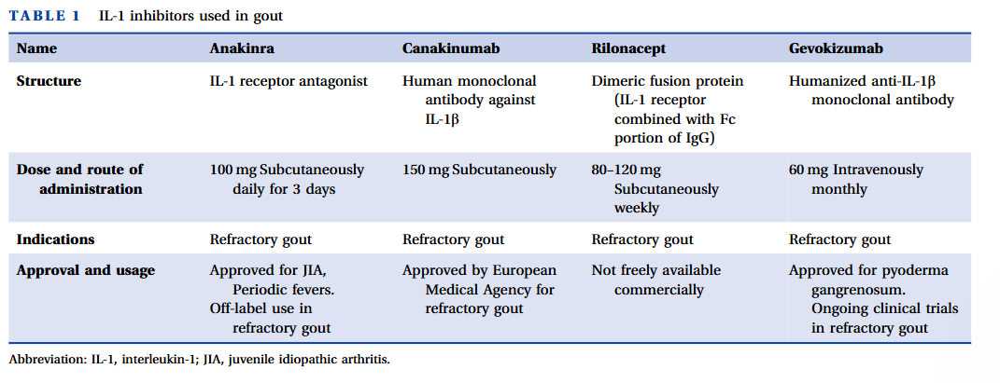 TABLE 1 IL-1 inhibitors used in gout
Name Anakinra Canakinumab Rilonacept Gevokizumab
Structure IL-1 receptor antagonist Human monoclonal antibody against IL-1β Dimeric fusion protein (IL-1 receptor combined with Fc portion of IgG) Humanized anti-IL-1β monoclonal antibody
Dose and route of administration 100 mg Subcutaneously daily for 3 days 150 mg Subcutaneously 80–120 mg Subcutaneously weekly 60 mg Intravenously monthly
Indications Refractory gout Refractory gout Refractory gout Refractory gout
Approval and usage Approved for JIA, Periodic fevers. Off-label use in refractory gout Approved by European Medical Agency for refractory gout Not freely available commercially Approved for pyoderma gangrenosum. Ongoing clinical trials in refractory gout
Abbreviation: IL-1, interleukin-1; JIA, juvenile idiopathic arthritis.